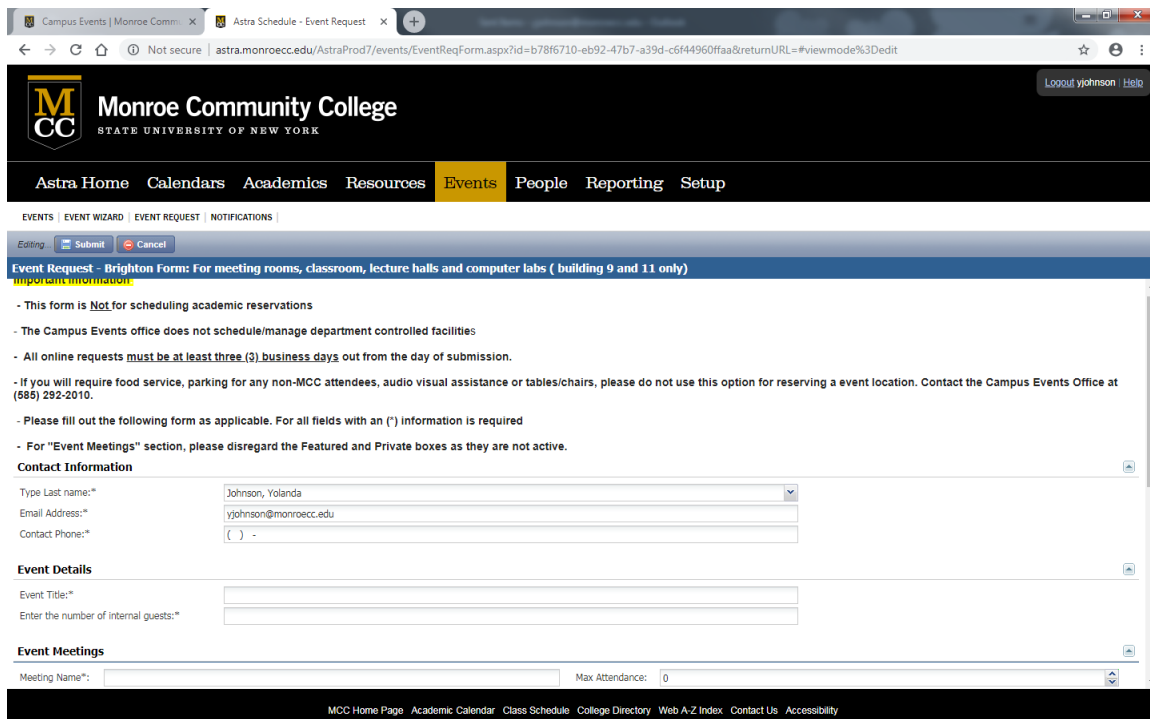 Campus Events | Monroe Comm
Astra Schedule - Event Request
Not secure | astra.monroecc.edu/AstraProd7/events/EventReqForm.aspx?id=b78f6710-eb92-47b7-a39d-c6f44960ffaa&returnURL=#viewmode%3Dedit
Logout yjohnson | Help
MCC
Monroe Community College
STATE UNIVERSITY OF NEW YORK
Astra Home Calendars Academics Resources Events People Reporting Setup
EVENTS | EVENT WIZARD | EVENT REQUEST | NOTIFICATIONS |
Editing... Submit Cancel
Event Request - Brighton Form: For meeting rooms, classroom, lecture halls and computer labs ( building 9 and 11 only)
Important Information
- This form is Not for scheduling academic reservations
- The Campus Events office does not schedule/manage department controlled facilities
- All online requests must be at least three (3) business days out from the day of submission.
- If you will require food service, parking for any non-MCC attendees, audio visual assistance or tables/chairs, please do not use this option for reserving a event location. Contact the Campus Events Office at
(585) 292-2010.
- Please fill out the following form as applicable. For all fields with an (*) information is required
- For "Event Meetings" section, please disregard the Featured and Private boxes as they are not active.
Contact Information
Type Last name:* Johnson, Yolanda
Email Address:* yjohnson@monroecc.edu
Contact Phone:* ( ) -
Event Details
Event Title:*
Enter the number of internal guests:*
Event Meetings
Meeting Name*: Max Attendance: 0
MCC Home Page Academic Calendar Class Schedule College Directory Web A-Z Index Contact Us Accessibility